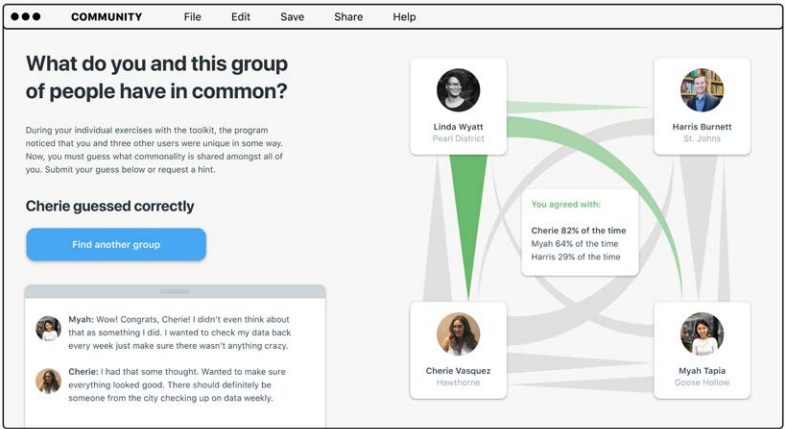 COMMUNITY File Edit Save Share Help
What do you and this group
of people have in common?
During your individual exercises with the toolkit, the program
noticed that you and three other users were unique in some way.
Now, you must guess what commonality is shared amongst all of
you. Submit your guess below or request a hint.
Cherie guessed correctly
Find another group
Myah: Wow! Congrats, Cherie! I didn't even think about
that as something I did. I wanted to check my data back
every week just make sure there wasn't anything crazy.
Cherie: I had that some thought. Wanted to make sure
everything looked good. There should definitely be
someone from the city checking up on data weekly.
Linda Wyatt
Pearl District
Harris Burnett
St. Johns
You agreed with:
Cherie 82% of the time
Myah 64% of the time
Harris 29% of the time
Cherie Vasquez
Hawthorne
Myah Tapia
Goose Hollow